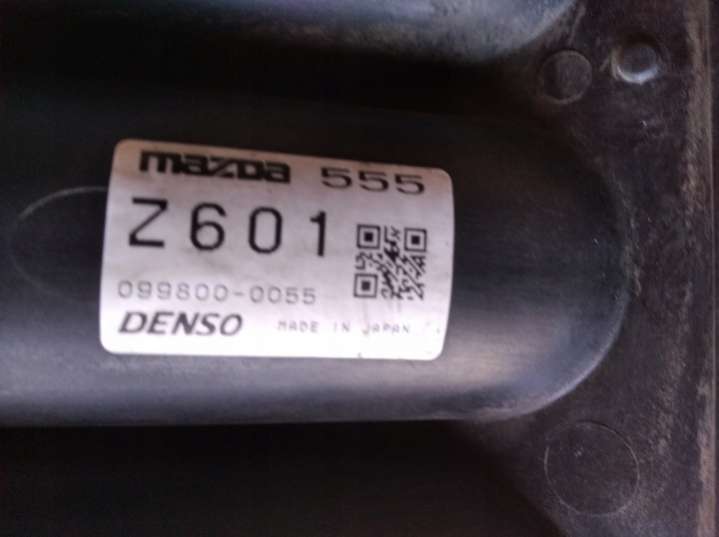 mazda 555
Z601
099800-0055
DENSO MADE IN JAPAN